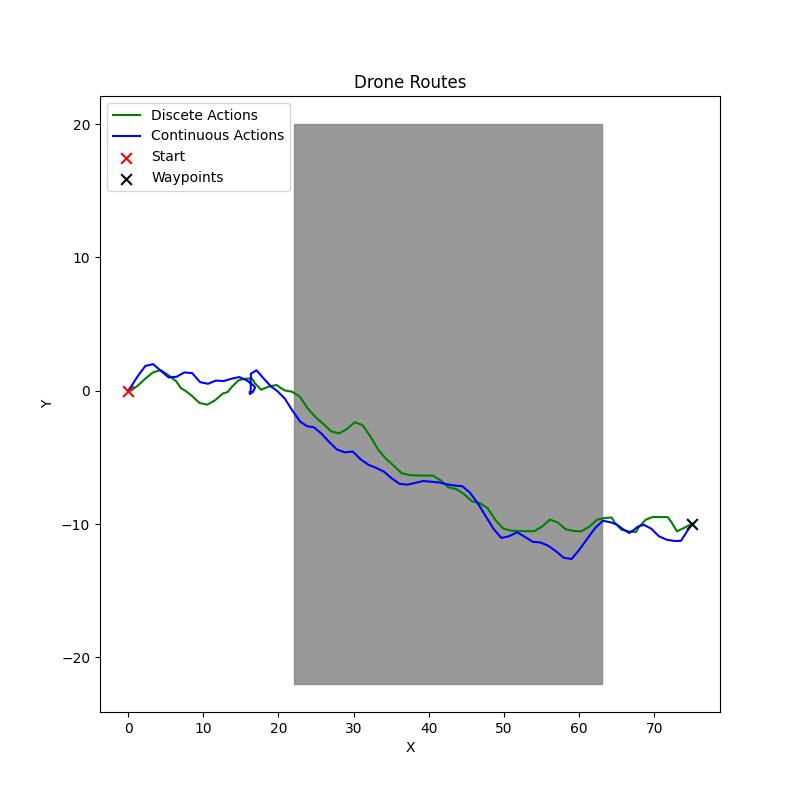 Drone Routes
Discete Actions
Continuous Actions
Start
Waypoints
20
10
0
−10
−20
Y
0 10 20 30 40 50 60 70
X